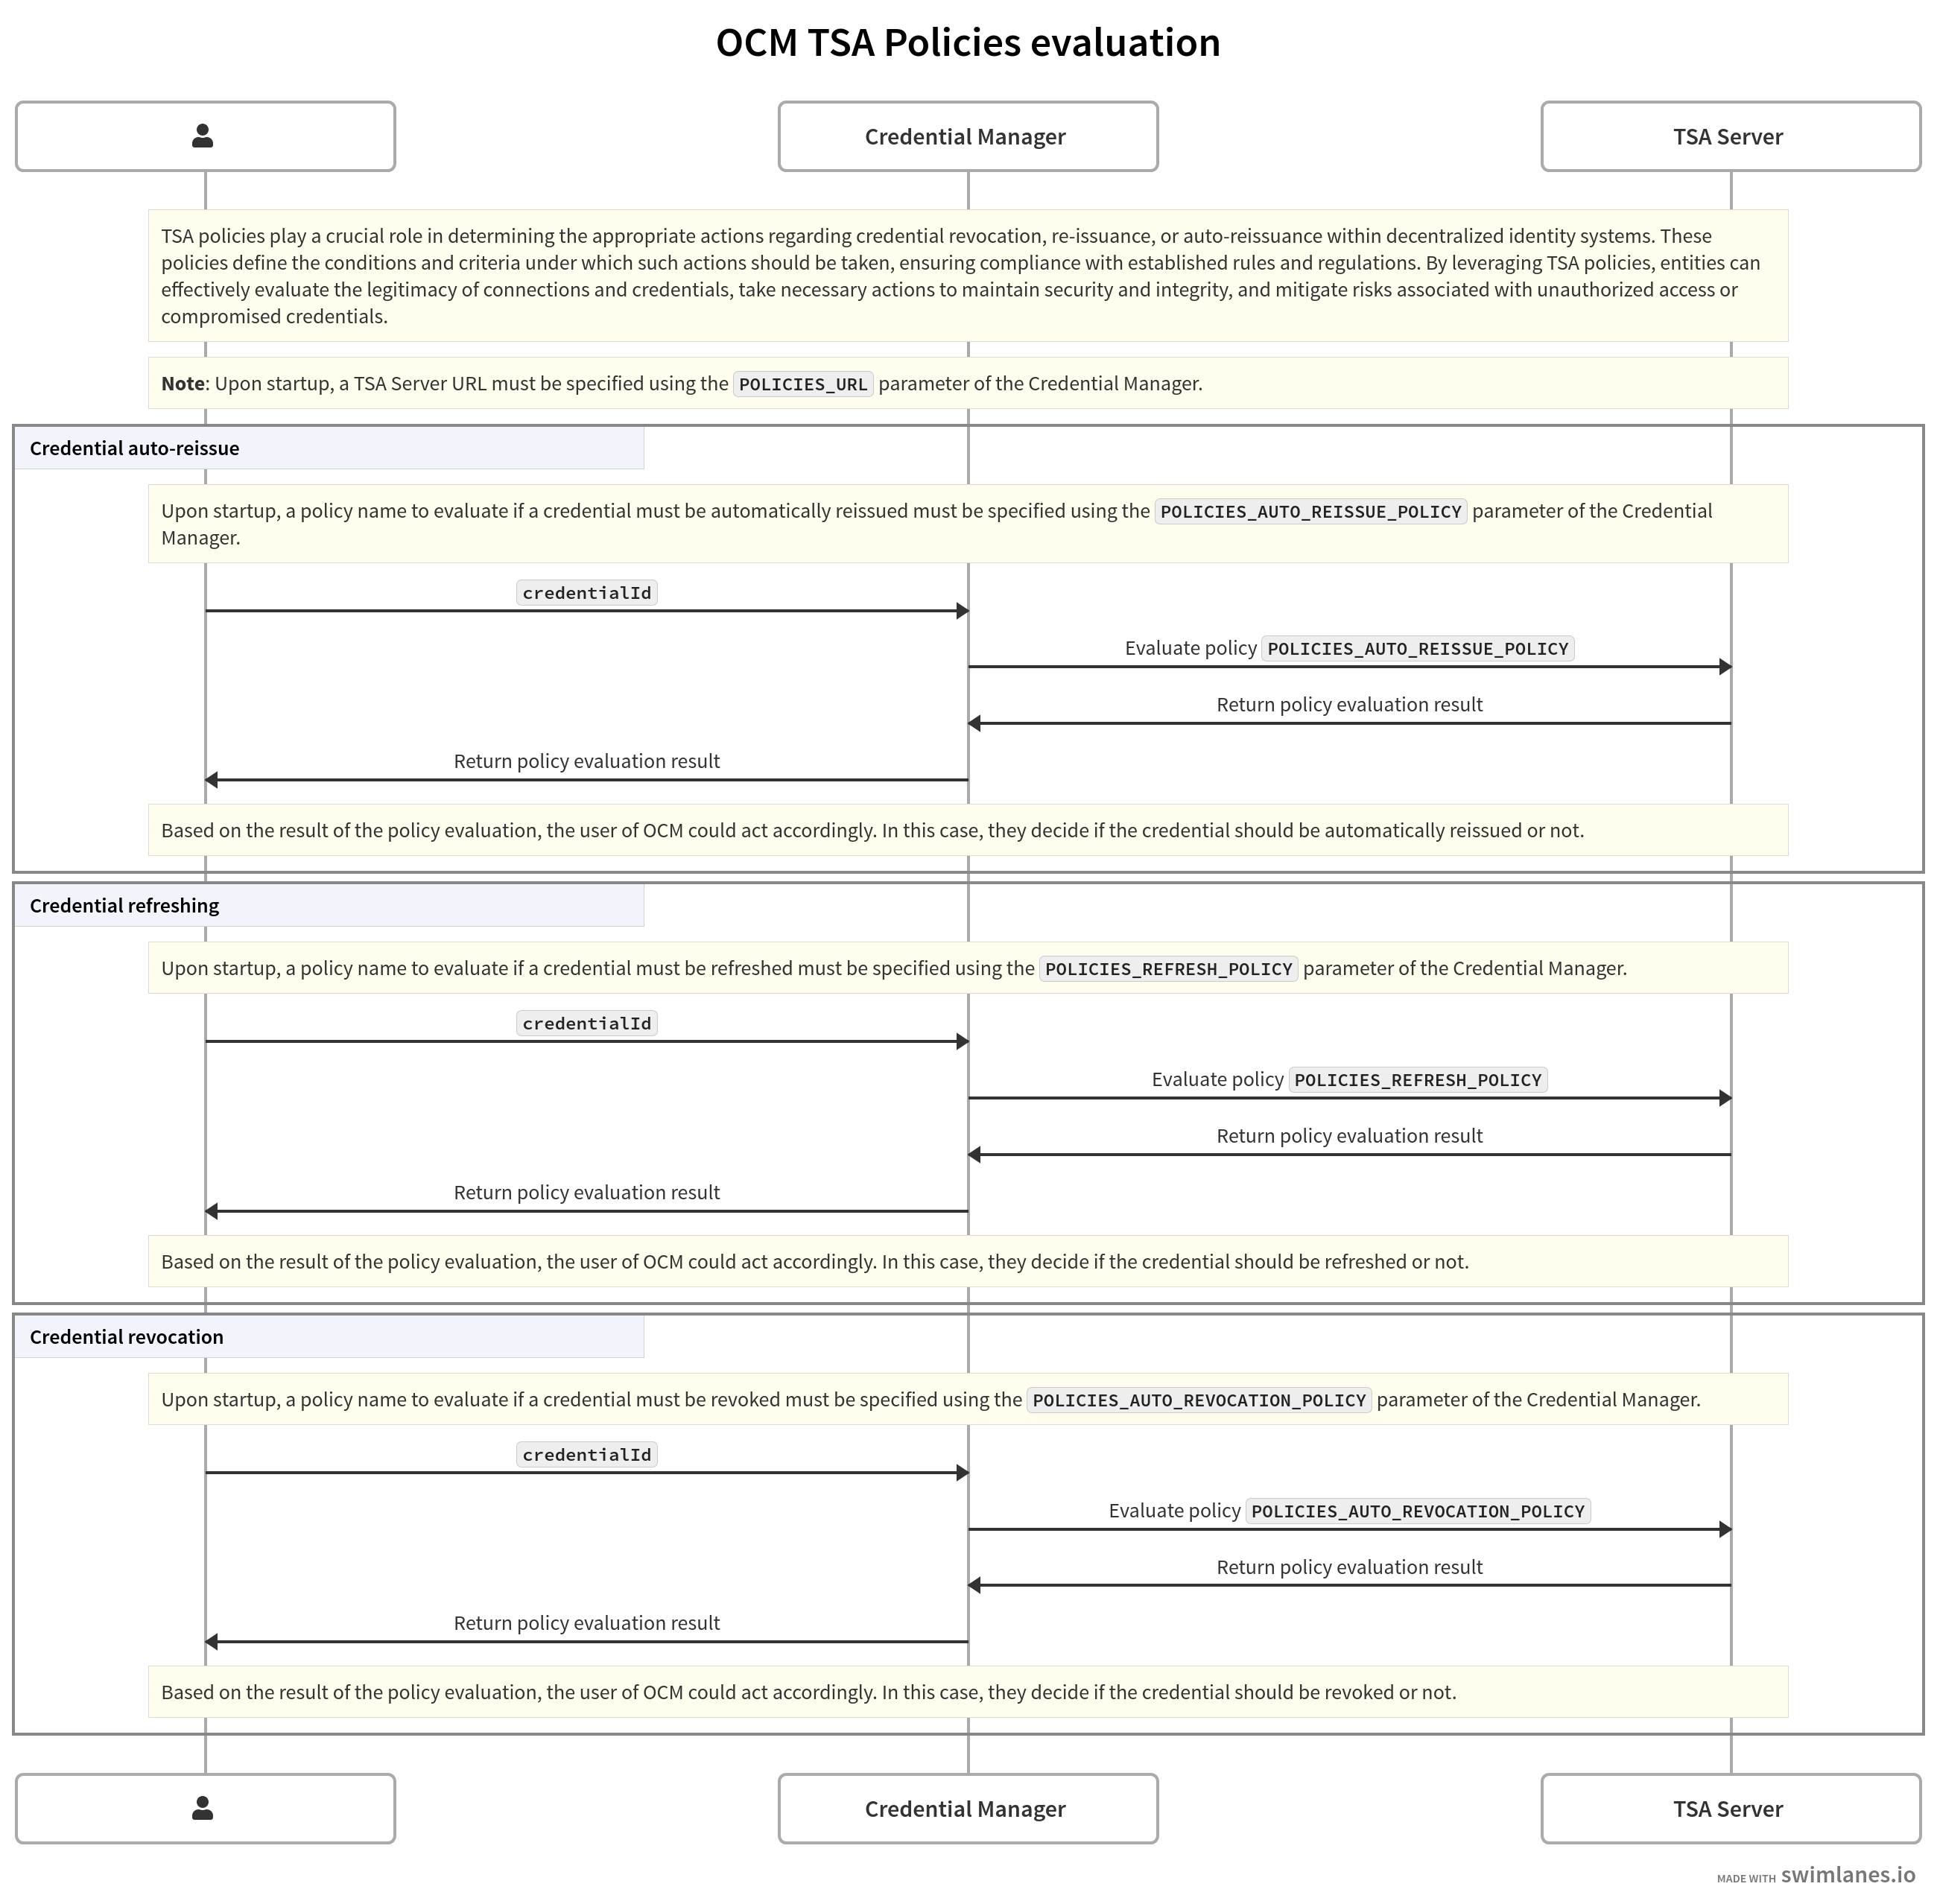 OCM TSA Policies evaluation
Credential Manager
TSA Server
TSA policies play a crucial role in determining the appropriate actions regarding credential revocation, re-issuance, or auto-reissuance within decentralized identity systems. These
policies define the conditions and criteria under which such actions should be taken, ensuring compliance with established rules and regulations. By leveraging TSA policies, entities can
effectively evaluate the legitimacy of connections and credentials, take necessary actions to maintain security and integrity, and mitigate risks associated with unauthorized access or
compromised credentials.
Note: Upon startup, a TSA Server URL must be specified using the POLICIES_URL parameter of the Credential Manager.
Credential auto-reissue
Upon startup, a policy name to evaluate if a credential must be automatically reissued must be specified using the POLICIES_AUTO_REISSUE_POLICY parameter of the Credential
Manager.
credentialId
Evaluate policy POLICIES_AUTO_REISSUE_POLICY
Return policy evaluation result
Return policy evaluation result
Based on the result of the policy evaluation, the user of OCM could act accordingly. In this case, they decide if the credential should be automatically reissued or not.
Credential refreshing
Upon startup, a policy name to evaluate if a credential must be refreshed must be specified using the POLICIES_REFRESH_POLICY parameter of the Credential Manager.
credentialId
Evaluate policy POLICIES_REFRESH_POLICY
Return policy evaluation result
Return policy evaluation result
Based on the result of the policy evaluation, the user of OCM could act accordingly. In this case, they decide if the credential should be refreshed or not.
Credential revocation
Upon startup, a policy name to evaluate if a credential must be revoked must be specified using the POLICIES_AUTO_REVOCATION_POLICY parameter of the Credential Manager.
credentialId
Evaluate policy POLICIES_AUTO_REVOCATION_POLICY
Return policy evaluation result
Return policy evaluation result
Based on the result of the policy evaluation, the user of OCM could act accordingly. In this case, they decide if the credential should be revoked or not.
Credential Manager
TSA Server
MADE WITH swimlanes.io